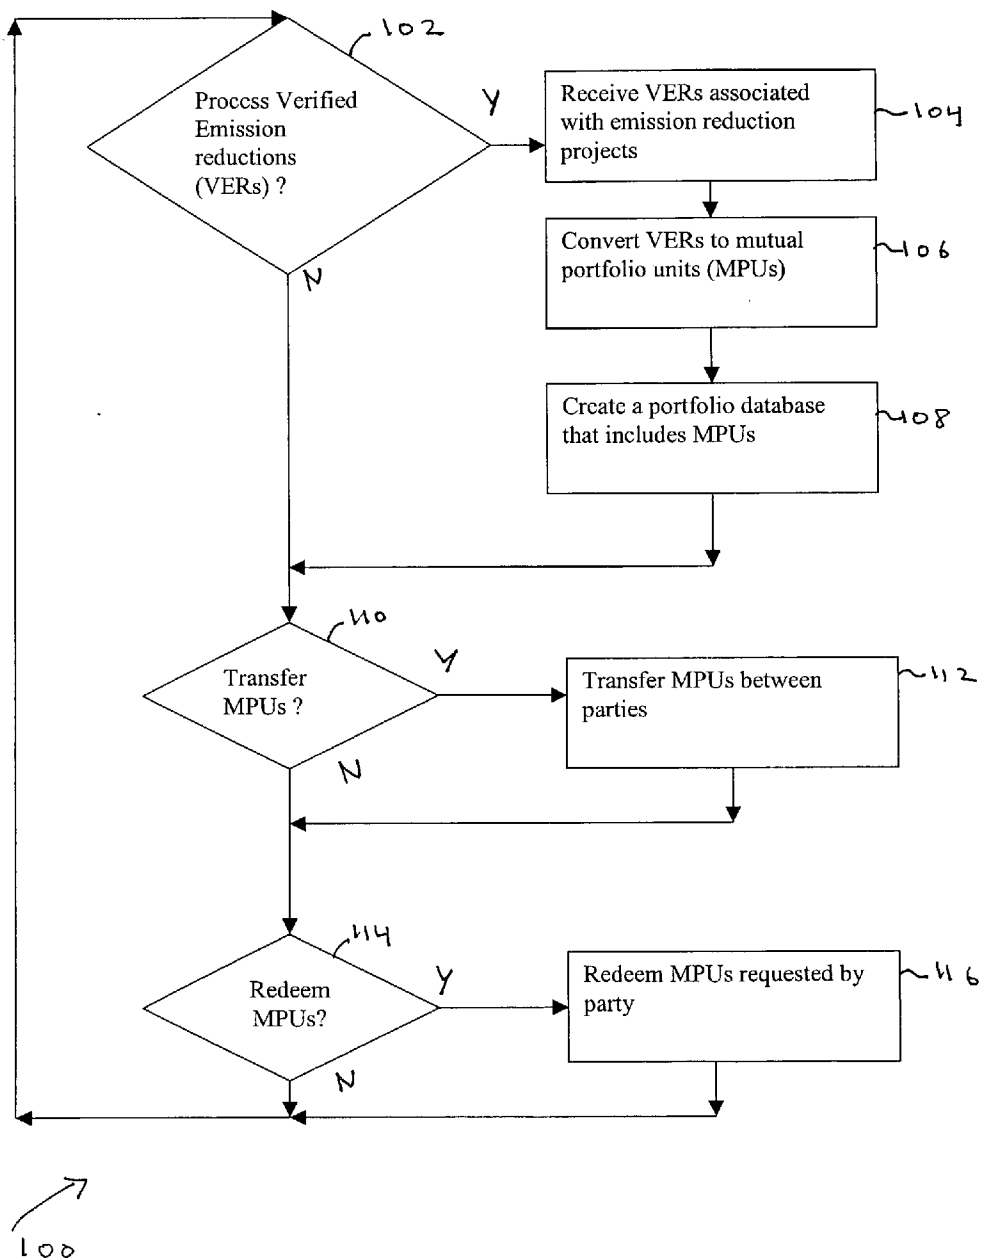 102
Process Verified
Emission
reductions
(VERs) ?
Y
N
Receive VERs associated
with emission reduction
projects
104
Convert VERs to mutual
portfolio units (MPUs)
106
Create a portfolio database
that includes MPUs
108
110
Transfer
MPUs ?
Y
N
Transfer MPUs between
parties
112
114
Redeem
MPUs?
Y
N
Redeem MPUs requested by
party
116
100